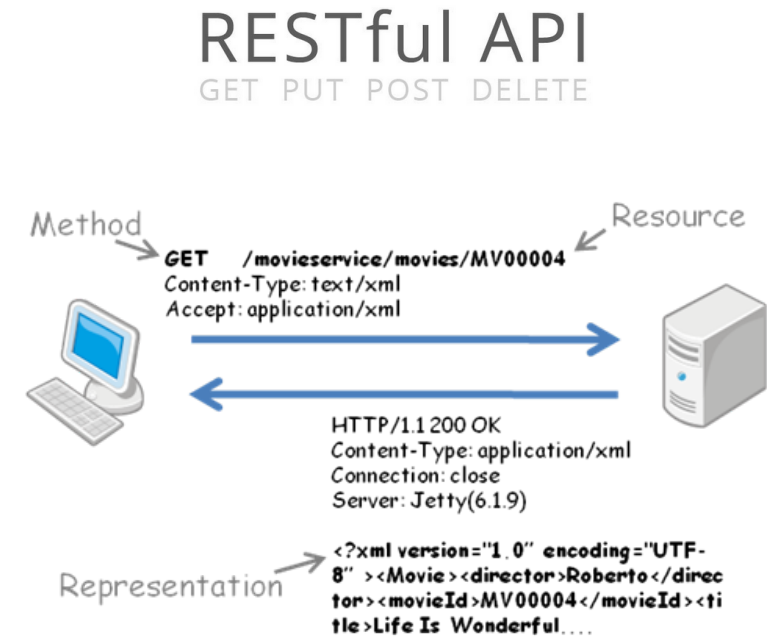 RESTful API
GET PUT POST DELETE
Method
Resource
GET /movieservice/movies/MV00004
Content-Type: text/xml
Accept: application/xml
HTTP/1.1 200 OK
Content-Type: application/xml
Connection: close
Server: Jetty(6.1.9)
Representation
<?xml version="1.0" encoding="UTF-
8" ><Movie><director>Roberto</direc
tor><movieId>MV00004</movieId><ti
tle>Life Is Wonderful....